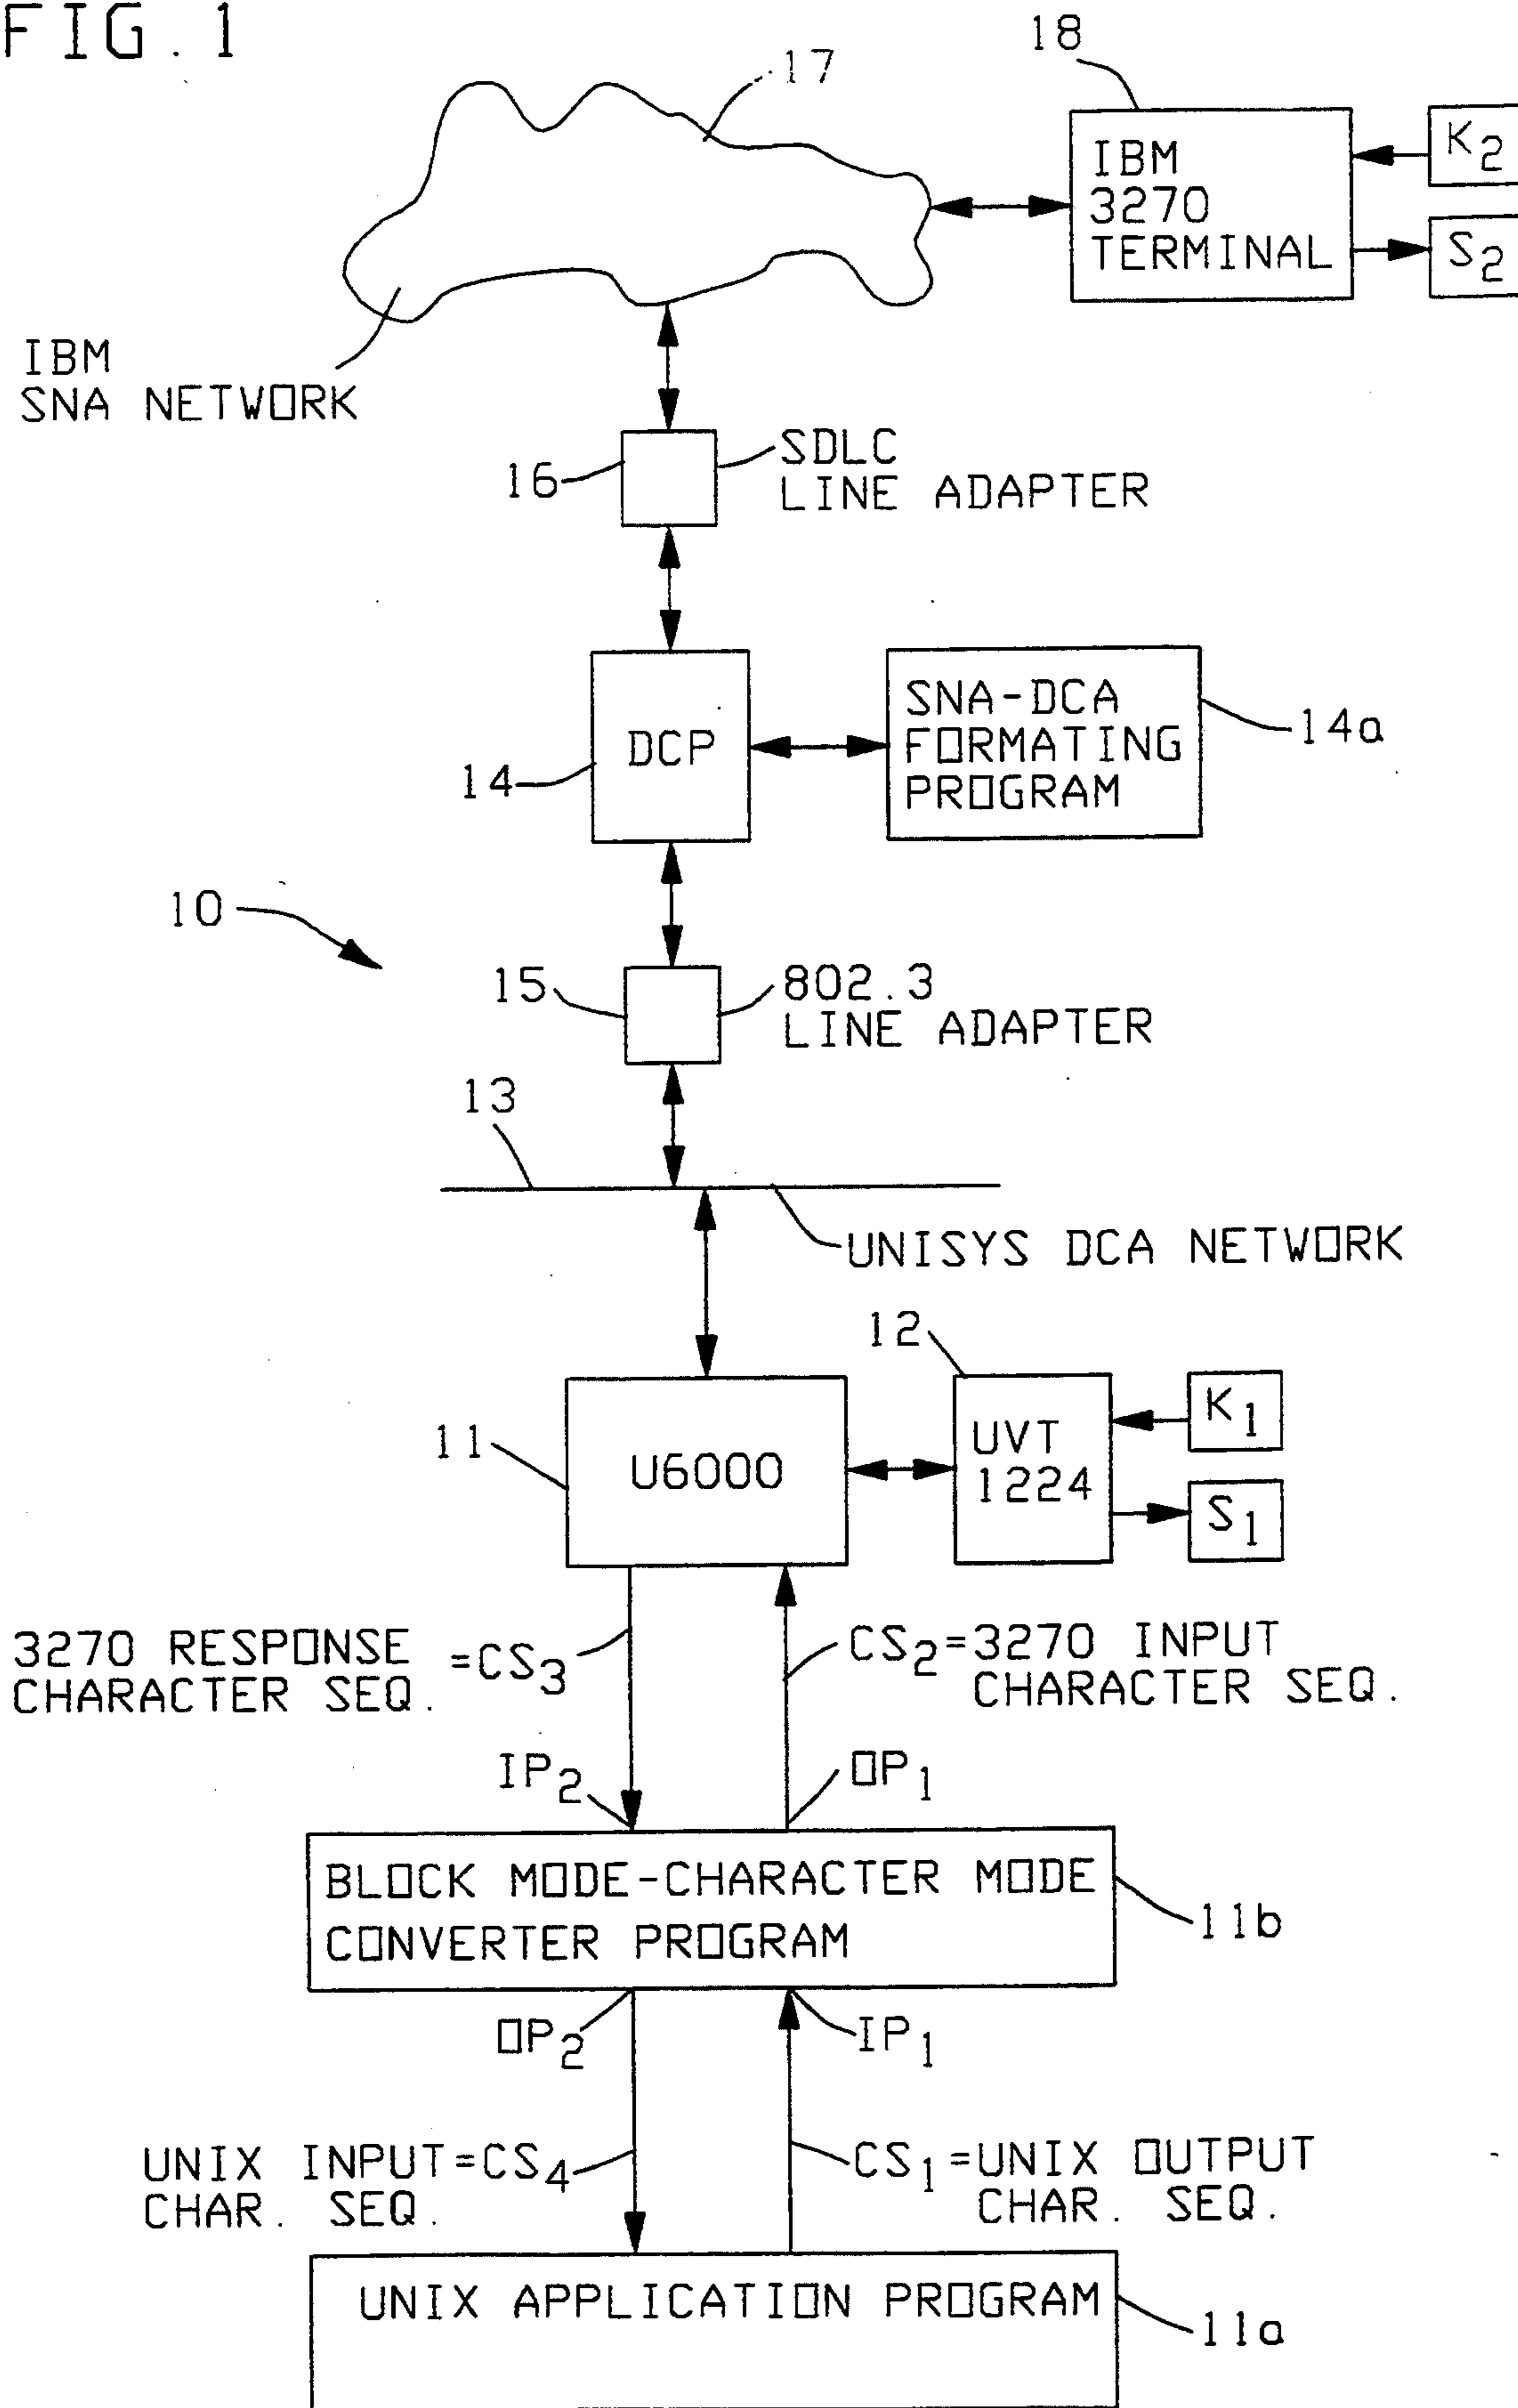 FIG. 1
17
18
IBM
3270
TERMINAL
K2
S2
IBM
SNA NETWORK
16
SDLC
LINE ADAPTER
DCP
14
SNA-DCA
FORMATING
PROGRAM
14a
10
15
802.3
LINE ADAPTER
13
UNISYS DCA NETWORK
12
11
U6000
UVT
1224
K1
S1
3270 RESPONSE
CHARACTER SEQ.
=CS3
CS2=3270 INPUT
CHARACTER SEQ.
IP2
OP1
BLOCK MODE-CHARACTER MODE
CONVERTER PROGRAM
11b
OP2
IP1
UNIX INPUT=CS4
CHAR. SEQ.
CS1=UNIX OUTPUT
CHAR. SEQ.
UNIX APPLICATION PROGRAM
11a